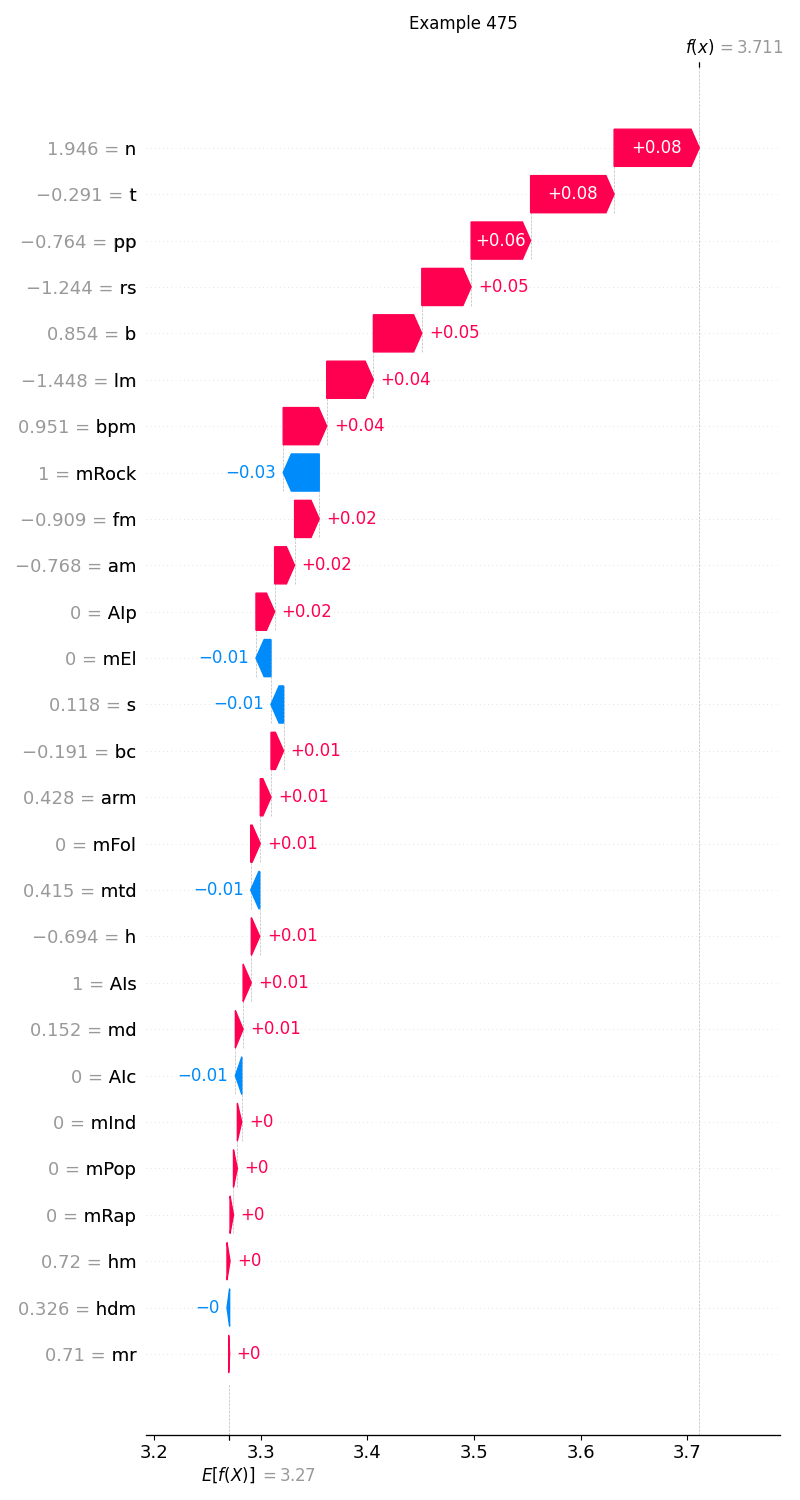 Example 475
f(x) = 3.711
1.946 = n +0.08
−0.291 = t +0.08
−0.764 = pp +0.06
−1.244 = rs +0.05
0.854 = b +0.05
−1.448 = lm +0.04
0.951 = bpm +0.04
1 = mRock −0.03
−0.909 = fm +0.02
−0.768 = am +0.02
0 = AIp +0.02
0 = mEl −0.01
0.118 = s −0.01
−0.191 = bc +0.01
0.428 = arm +0.01
0 = mFol +0.01
0.415 = mtd −0.01
−0.694 = h +0.01
1 = AIs +0.01
0.152 = md +0.01
0 = AIc −0.01
0 = mInd +0
0 = mPop +0
0 = mRap +0
0.72 = hm +0
0.326 = hdm −0
0.71 = mr +0
3.2 3.3 3.4 3.5 3.6 3.7
E[f(X)] = 3.27